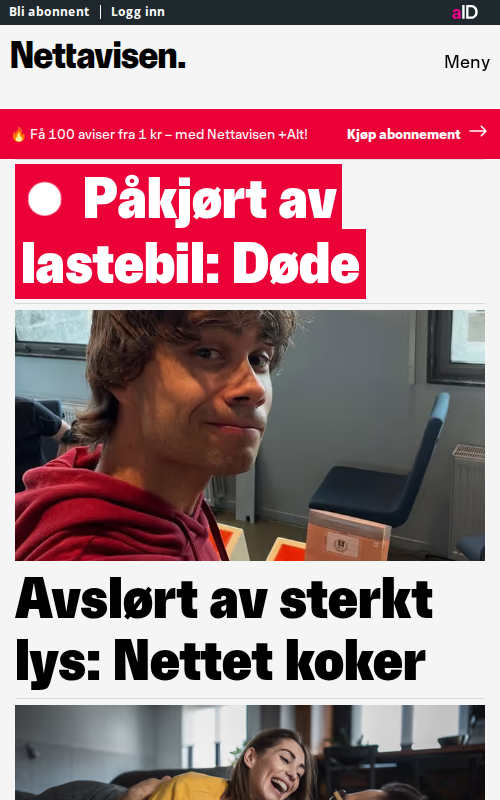 Bli abonnent | Logg inn
aID
Nettavisen.
Meny
🔥 Få 100 aviser fra 1 kr – med Nettavisen +Alt!
Kjøp abonnement →
Påkjørt av
lastebil: Døde
Avslørt av sterkt
lys: Nettet koker